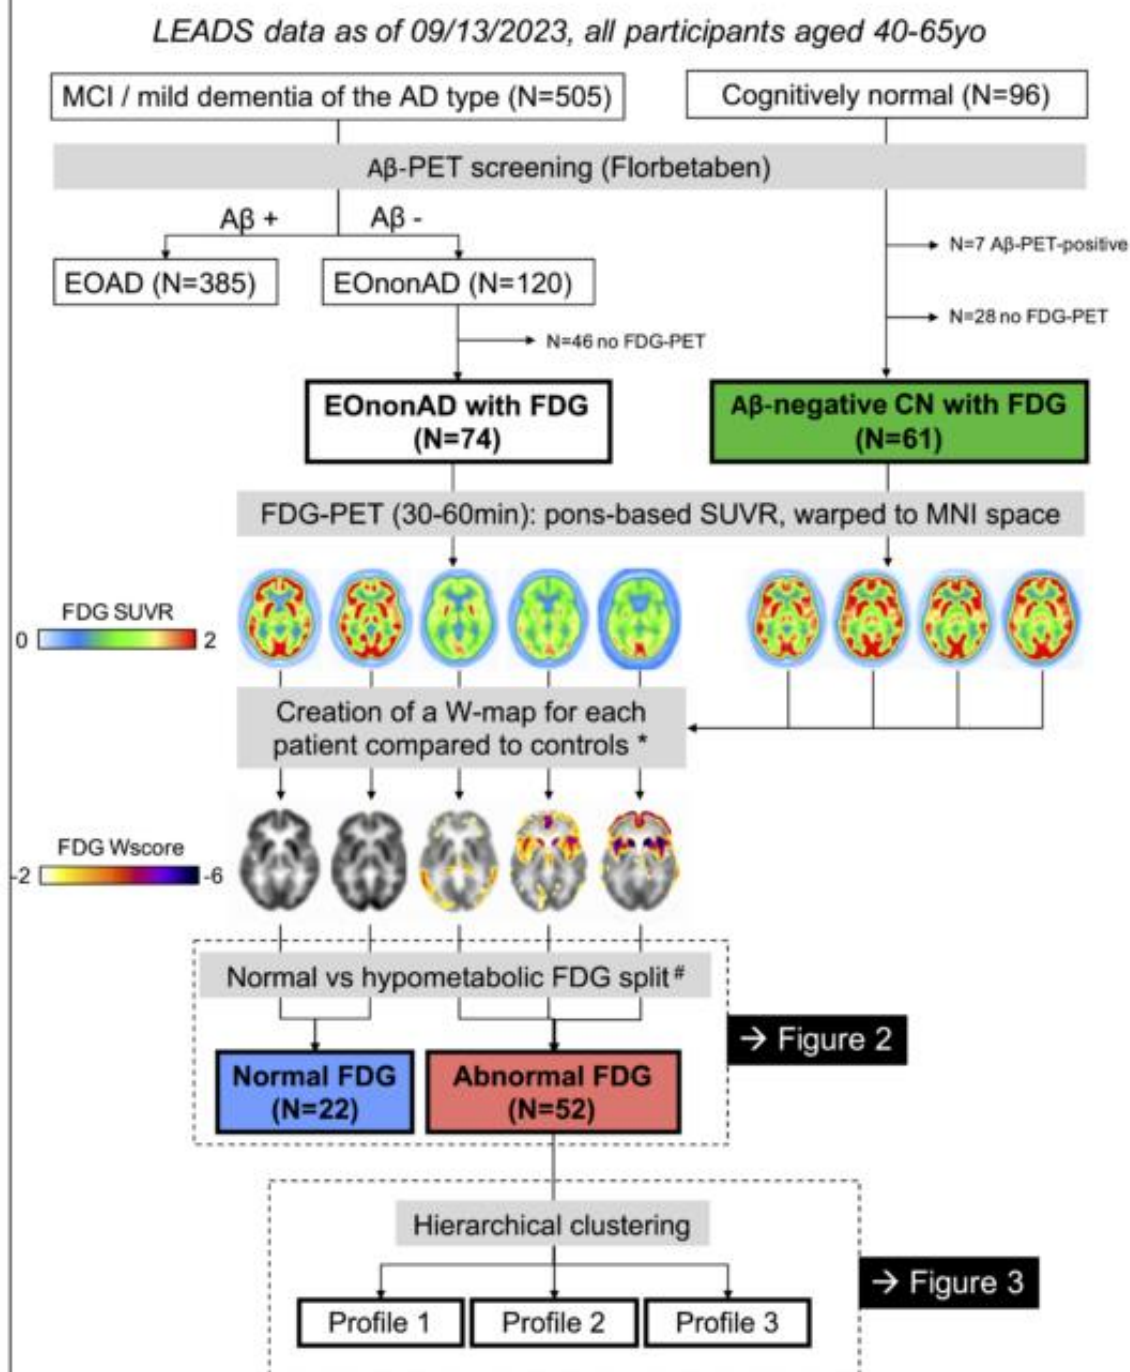 LEADS data as of 09/13/2023, all participants aged 40-65yo
MCI / mild dementia of the AD type (N=505)
Cognitively normal (N=96)
Aβ-PET screening (Florbetaben)
Aβ +
Aβ -
N=7 Aβ-PET-positive
EOAD (N=385)
EOnonAD (N=120)
N=28 no FDG-PET
N=46 no FDG-PET
EOnonAD with FDG
(N=74)
Aβ-negative CN with FDG
(N=61)
FDG-PET (30-60min): pons-based SUVR, warped to MNI space
FDG SUVR
0
2
Creation of a W-map for each
patient compared to controls *
FDG Wscore
-2
-6
Normal vs hypometabolic FDG split #
→ Figure 2
Normal FDG
(N=22)
Abnormal FDG
(N=52)
Hierarchical clustering
→ Figure 3
Profile 1
Profile 2
Profile 3